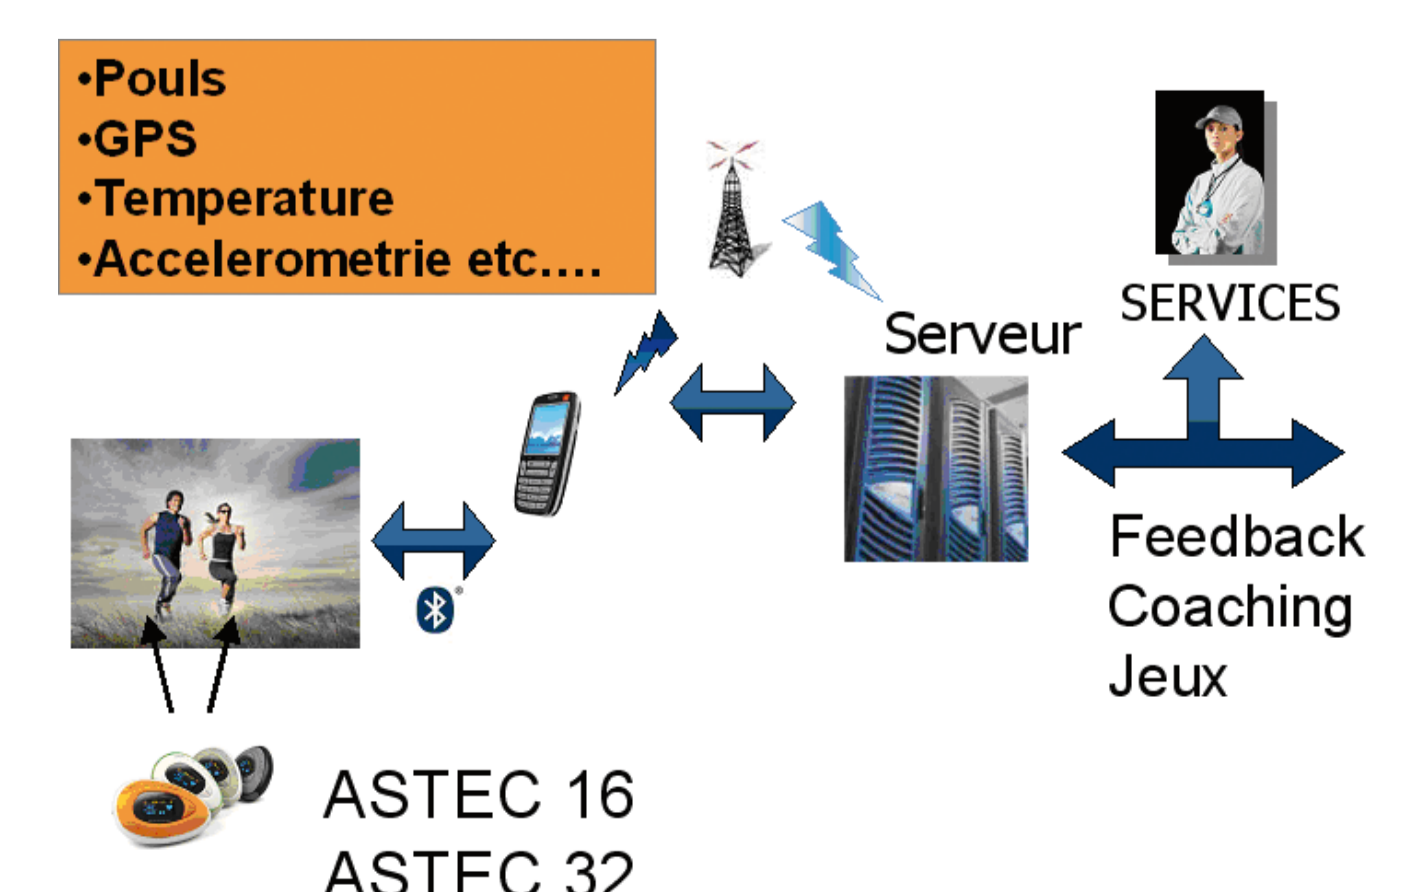 •Pouls
•GPS
•Temperature
•Accelerometrie etc....
SERVICES
Serveur
Feedback
Coaching
Jeux
ASTEC 16
ASTEC 32